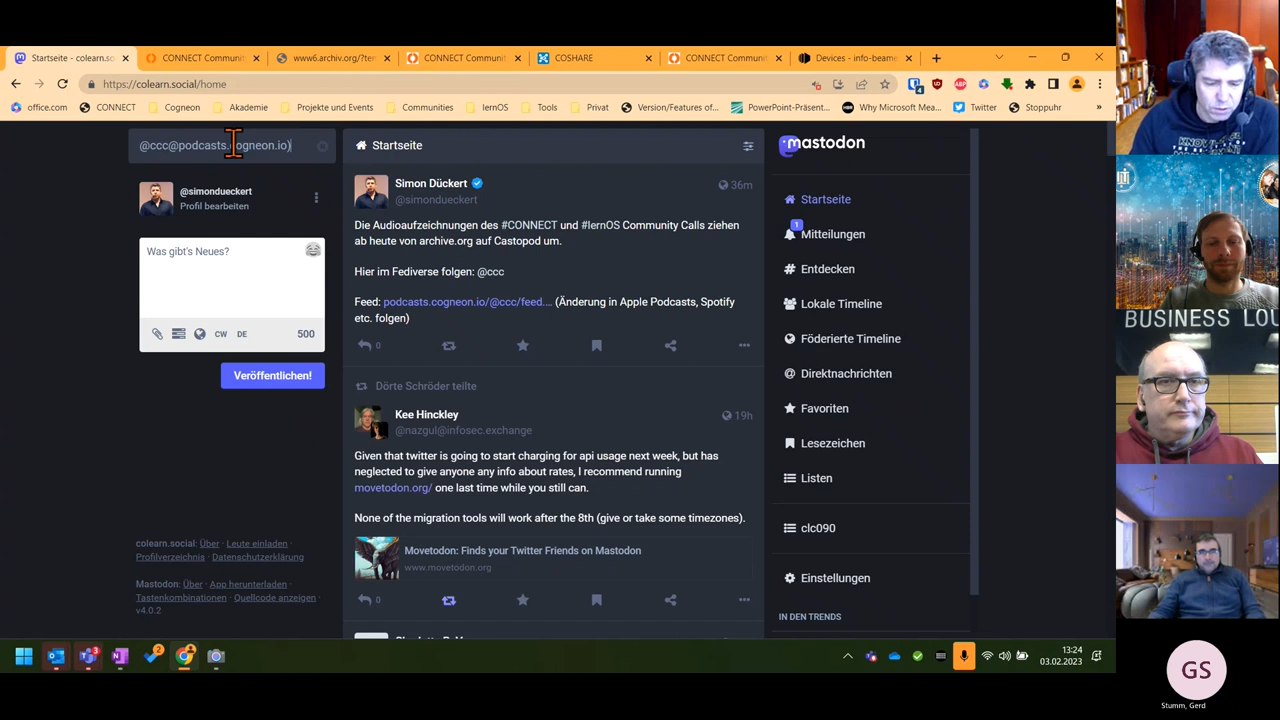 Startseite - colearn.so
CONNECT Communit
www6.archiv.org/?ter
CONNECT Communit
COSHARE
CONNECT Communit
Devices - info-beame
https://colearn.social/home
office.com
CONNECT
Cogneon
Akademie
Projekte und Events
Communities
lernOS
Tools
Privat
Version/Features of...
PowerPoint-Präsent...
Why Microsoft Mea...
Twitter
Stoppuhr
»
@ccc@podcasts.cogneon.io)
@simondueckert
Profil bearbeiten
Was gibt's Neues?
CW
DE
500
Veröffentlichen!
colearn.social: Über · Leute einladen ·
Profilverzeichnis · Datenschutzerklärung
Mastodon: Über · App herunterladen ·
Tastenkombinationen · Quellcode anzeigen ·
v4.0.2
Startseite
Simon Dückert
36m
@simondueckert
Die Audioaufzeichnungen des #CONNECT und #lernOS Community Calls ziehen
ab heute von archive.org auf Castopod um.
Hier im Fediverse folgen: @ccc
Feed: podcasts.cogneon.io/@ccc/feed... (Änderung in Apple Podcasts, Spotify
etc. folgen)
0
Dörte Schröder teilte
Kee Hinckley
19h
@nazgul@infosec.exchange
Given that twitter is going to start charging for api usage next week, but has
neglected to give anyone any info about rates, I recommend running
movetodon.org/ one last time while you still can.
None of the migration tools will work after the 8th (give or take some timezones).
Movetodon: Finds your Twitter Friends on Mastodon
www.movetodon.org
0
mastodon
Startseite
1
Mitteilungen
Entdecken
Lokale Timeline
Föderierte Timeline
Direktnachrichten
Favoriten
Lesezeichen
Listen
clc090
Einstellungen
IN DEN TRENDS
13:24
03.02.2023
BUSINESS LOU
GS
Stumm, Gerd